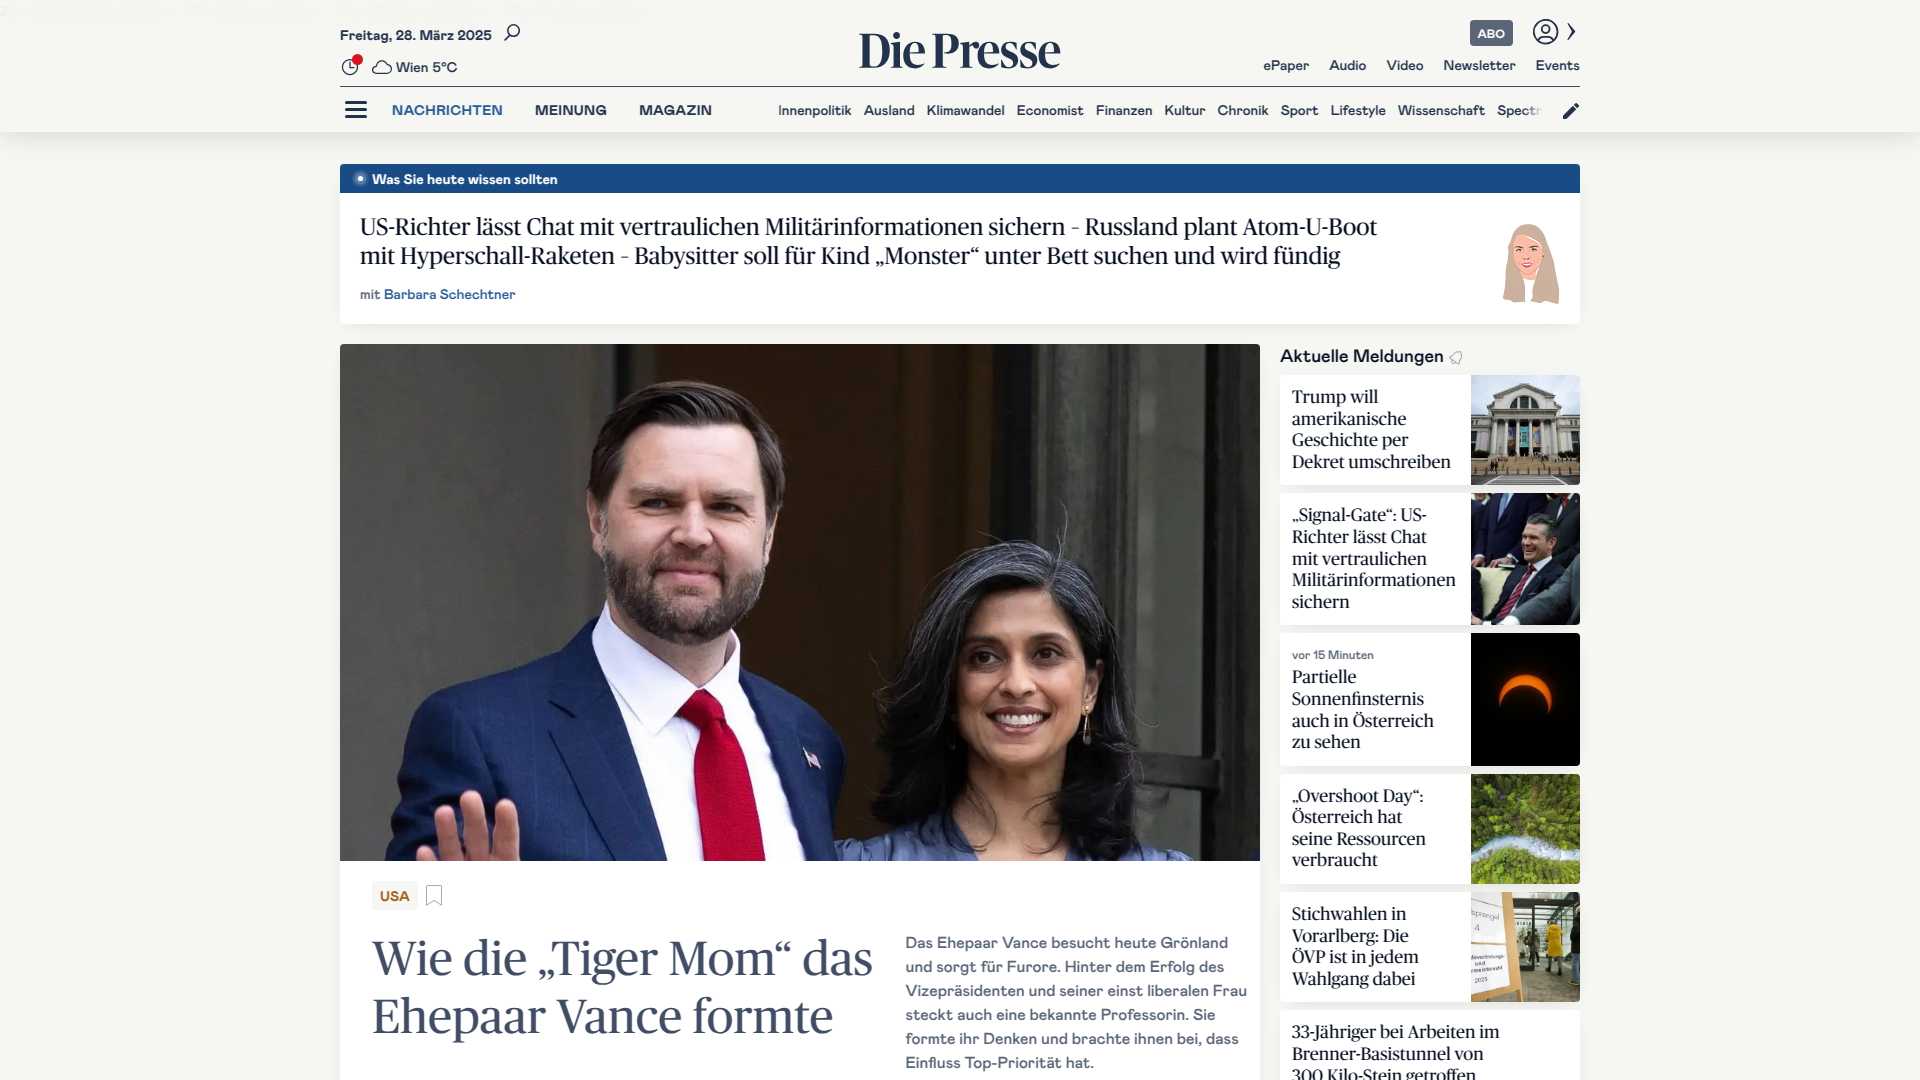 Freitag, 28. März 2025
Wien 5°C
Die Presse
ABO
ePaper Audio Video Newsletter Events
NACHRICHTEN MEINUNG MAGAZIN
Innenpolitik Ausland Klimawandel Economist Finanzen Kultur Chronik Sport Lifestyle Wissenschaft Spectr
Was Sie heute wissen sollten
US-Richter lässt Chat mit vertraulichen Militärinformationen sichern – Russland plant Atom-U-Boot
mit Hyperschall-Raketen – Babysitter soll für Kind „Monster“ unter Bett suchen und wird fündig
mit Barbara Schechtner
USA
Wie die „Tiger Mom“ das
Ehepaar Vance formte
Das Ehepaar Vance besucht heute Grönland
und sorgt für Furore. Hinter dem Erfolg des
Vizepräsidenten und seiner einst liberalen Frau
steckt auch eine bekannte Professorin. Sie
formte ihr Denken und brachte ihnen bei, dass
Einfluss Top-Priorität hat.
Aktuelle Meldungen
Trump will
amerikanische
Geschichte per
Dekret umschreiben
„Signal-Gate“: US-
Richter lässt Chat
mit vertraulichen
Militärinformationen
sichern
vor 15 Minuten
Partielle
Sonnenfinsternis
auch in Österreich
zu sehen
„Overshoot Day“:
Österreich hat
seine Ressourcen
verbraucht
Stichwahlen in
Vorarlberg: Die
ÖVP ist in jedem
Wahlgang dabei
sprengel
4
2025
33-Jähriger bei Arbeiten im
Brenner-Basistunnel von
300 Kilo-Stein getroffen